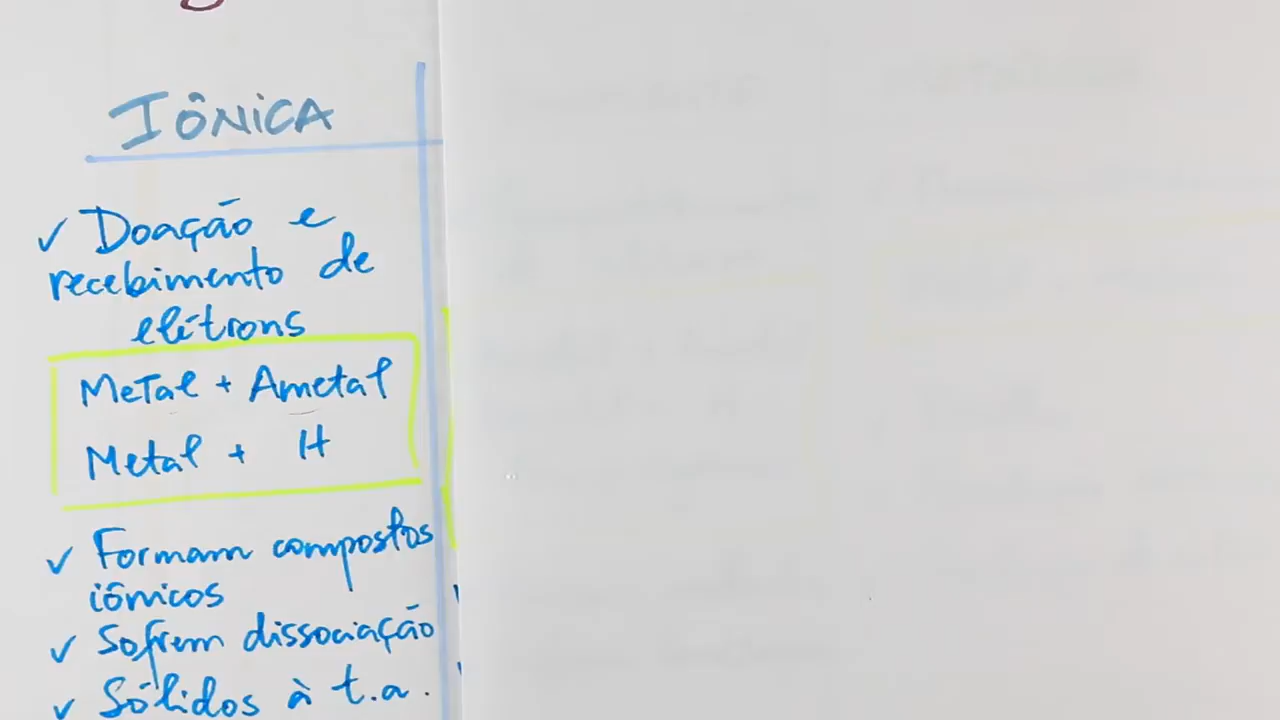 IÔNICA
✓ Doação e
recebimento de
elétrons
Metal + Ametal
Metal + H
✓ Formam compostos
iônicos
✓ Sofrem dissociação
✓ Sólidos à t.a.